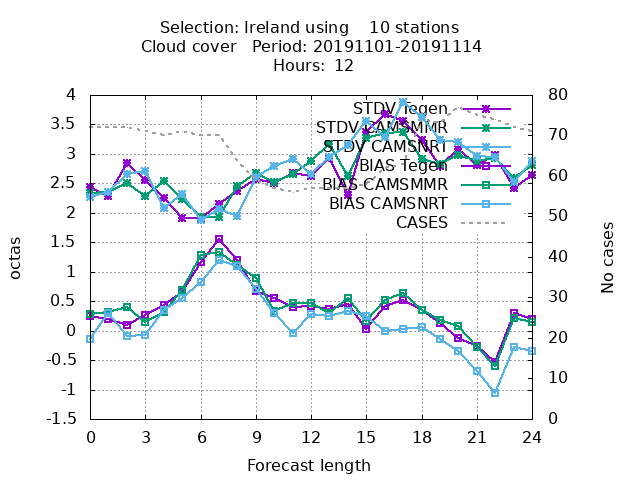 Selection: Ireland using 10 stations
Cloud cover Period: 20191101-20191114
Hours: 12
STDV Tegen
STDV CAMSMMR
STDV CAMSNRT
BIAS Tegen
BIAS CAMSMMR
BIAS CAMSNRT
CASES
4
3.5
3
2.5
2
1.5
1
0.5
0
-0.5
-1
-1.5
octas
80
70
60
50
40
30
20
10
0
No cases
0 3 6 9 12 15 18 21 24
Forecast length